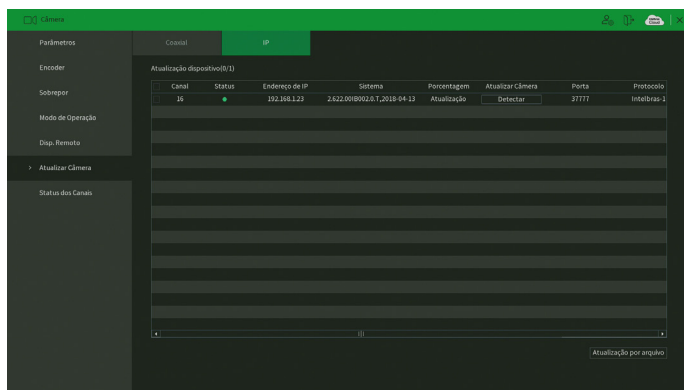 Câmera
Parâmetros
Encoder
Sobrepor
Modo de Operação
Disp. Remoto
> Atualizar Câmera
Status dos Canais
Coaxial IP
Atualização dispositivo(0/1)
Canal Status Endereço de IP Sistema Porcentagem Atualizar Câmera Porta Protocolo
16 192.168.1.23 2.622.00IB002.0.T,2018-04-13 Atualização Detectar 37777 Intelbras-1
Atualização por arquivo